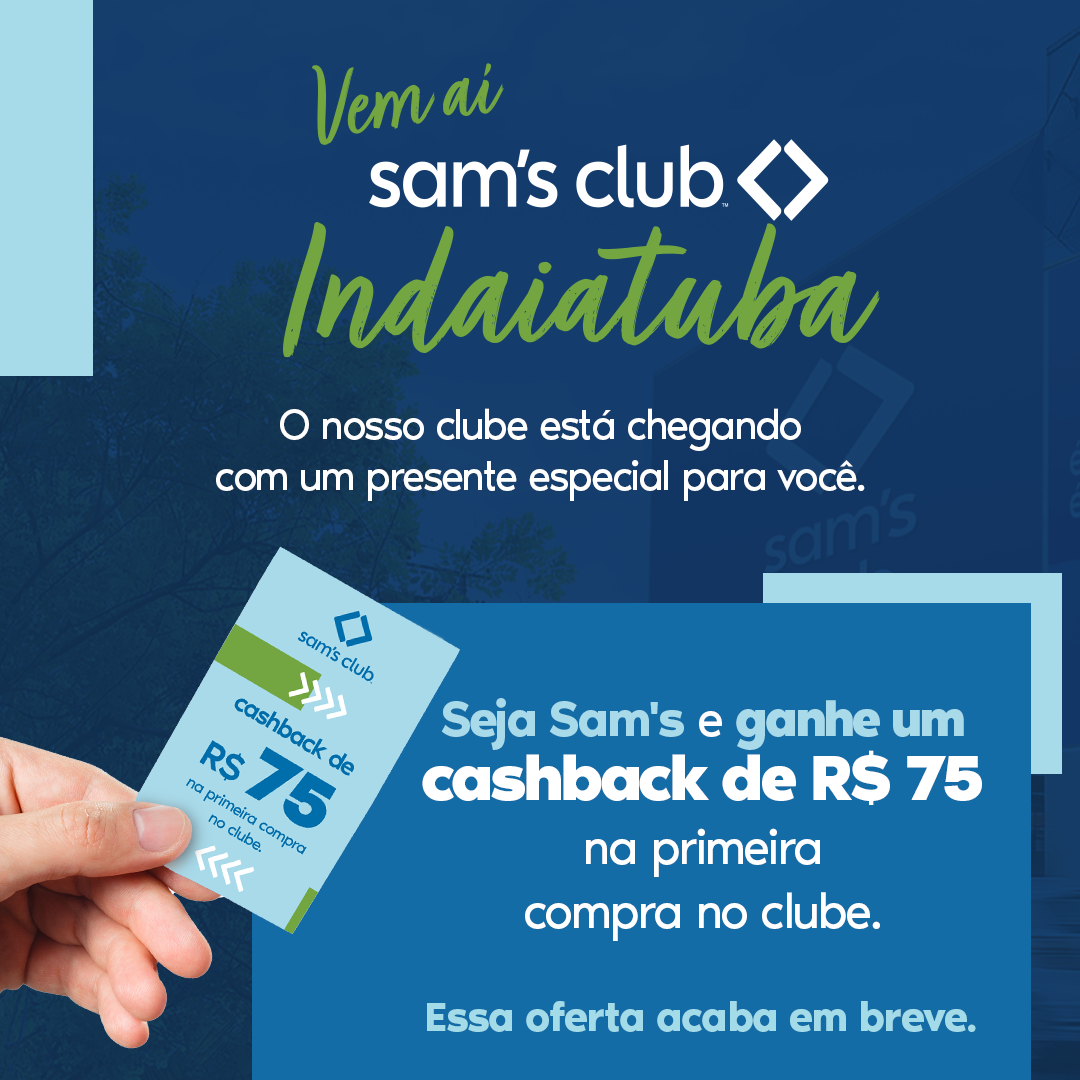 Vem aí
sam's club™
Indaiatuba
O nosso clube está chegando
com um presente especial para você.
sam's
sam's club
cashback de
R$ 75
na primeira compra
no clube.
Seja Sam's e ganhe um
cashback de R$ 75
na primeira
compra no clube.
Essa oferta acaba em breve.